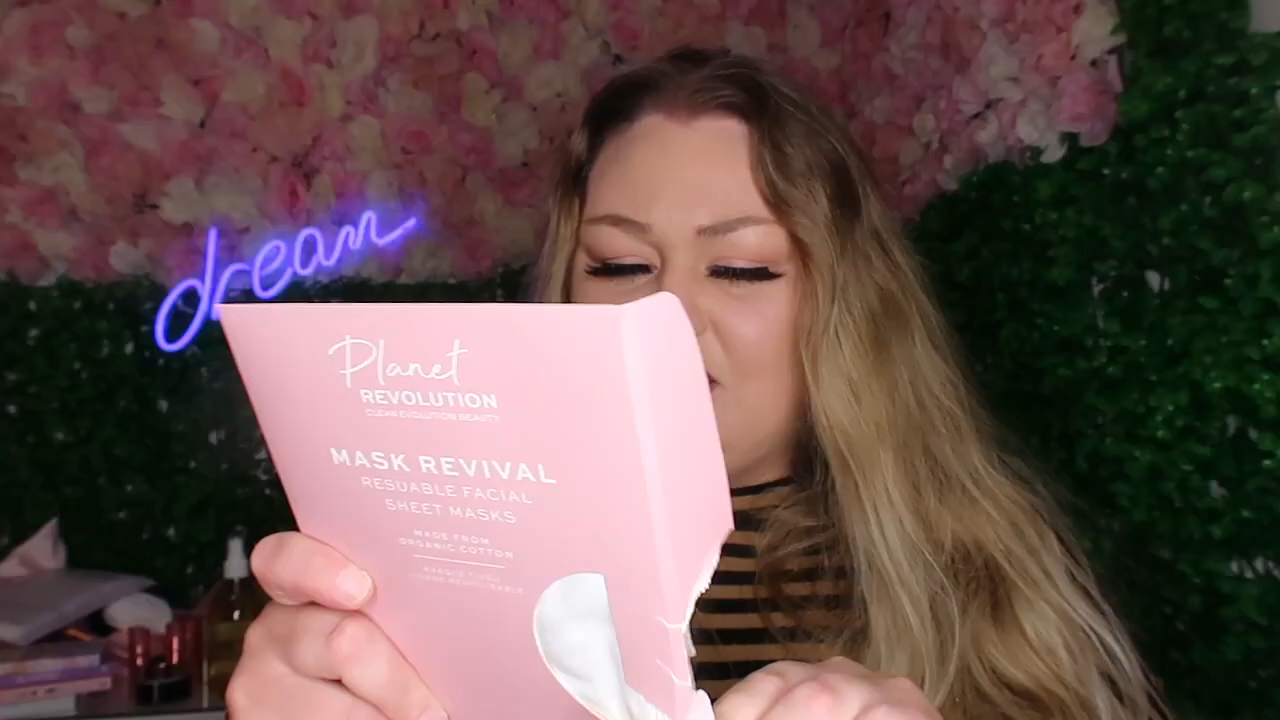 dream
Planet
REVOLUTION
CLEAN EVOLUTION BEAUTY
MASK REVIVAL
RESUABLE FACIAL
SHEET MASKS
MADE FROM
ORGANIC COTTON